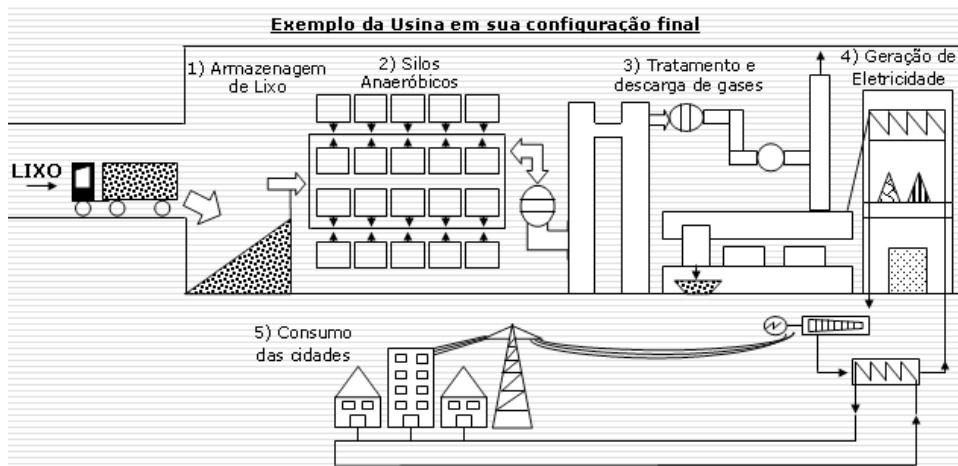 Exemplo da Usina em sua configuração final
1) Armazenagem
de Lixo
2) Silos
Anaeróbicos
3) Tratamento e
descarga de gases
4) Geração de
Eletricidade
LIXO
5) Consumo
das cidades